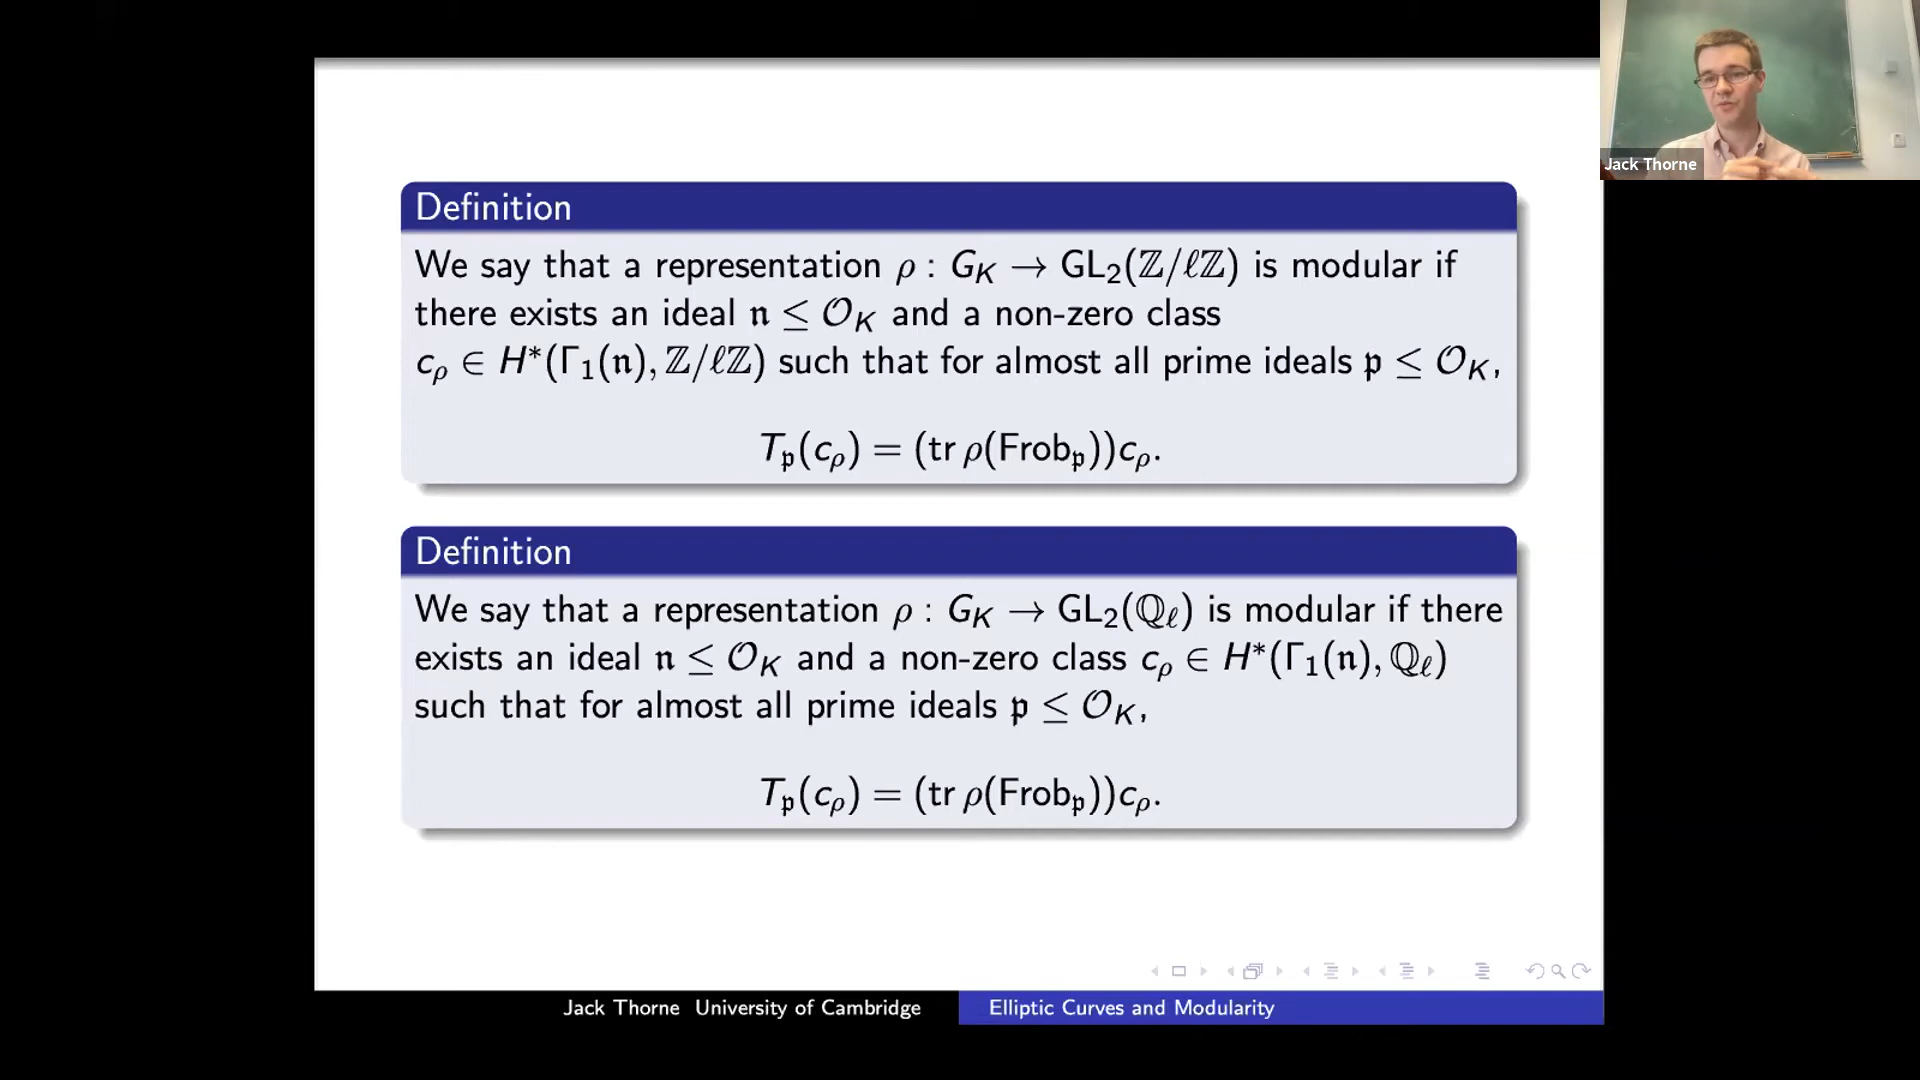 Definition
We say that a representation ρ : G_K → GL₂(ℤ/ℓℤ) is modular if
there exists an ideal 𝔫 ≤ 𝒪_K and a non-zero class
c_ρ ∈ H*(Γ₁(𝔫), ℤ/ℓℤ) such that for almost all prime ideals 𝔭 ≤ 𝒪_K,
T_𝔭(c_ρ) = (tr ρ(Frob_𝔭))c_ρ.
Definition
We say that a representation ρ : G_K → GL₂(ℚ_ℓ) is modular if there
exists an ideal 𝔫 ≤ 𝒪_K and a non-zero class c_ρ ∈ H*(Γ₁(𝔫), ℚ_ℓ)
such that for almost all prime ideals 𝔭 ≤ 𝒪_K,
T_𝔭(c_ρ) = (tr ρ(Frob_𝔭))c_ρ.
Jack Thorne University of Cambridge
Elliptic Curves and Modularity
Jack Thorne